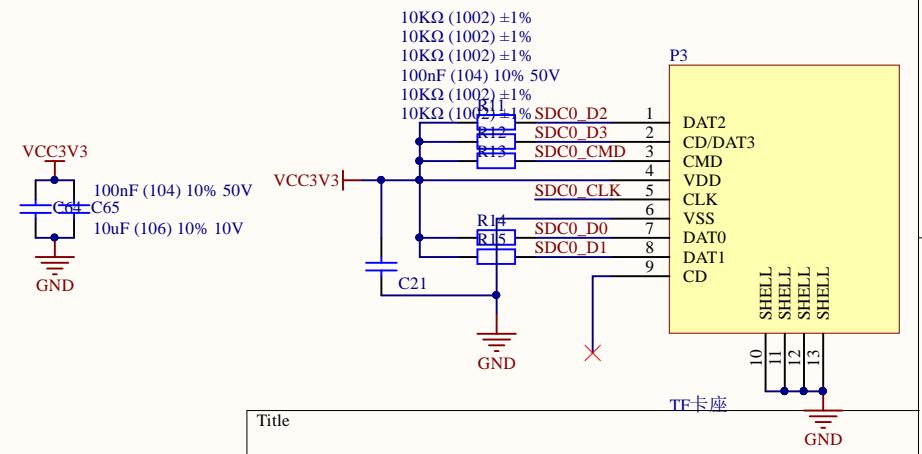 10KΩ (1002) ±1%
10KΩ (1002) ±1%
10KΩ (1002) ±1%
100nF (104) 10% 50V
10KΩ (1002) ±1%
10KΩ (1002) ±1%
P3
R11
SDC0_D2
1
DAT2
R12
SDC0_D3
2
CD/DAT3
R13
SDC0_CMD
3
CMD
VCC3V3
4
VDD
SDC0_CLK
5
CLK
6
VSS
R14
SDC0_D0
7
DAT0
R15
SDC0_D1
8
DAT1
9
CD
C21
GND
VCC3V3
100nF (104) 10% 50V
C64
C65
10uF (106) 10% 10V
GND
SHELL
SHELL
SHELL
SHELL
10
11
12
13
TF卡座
GND
Title